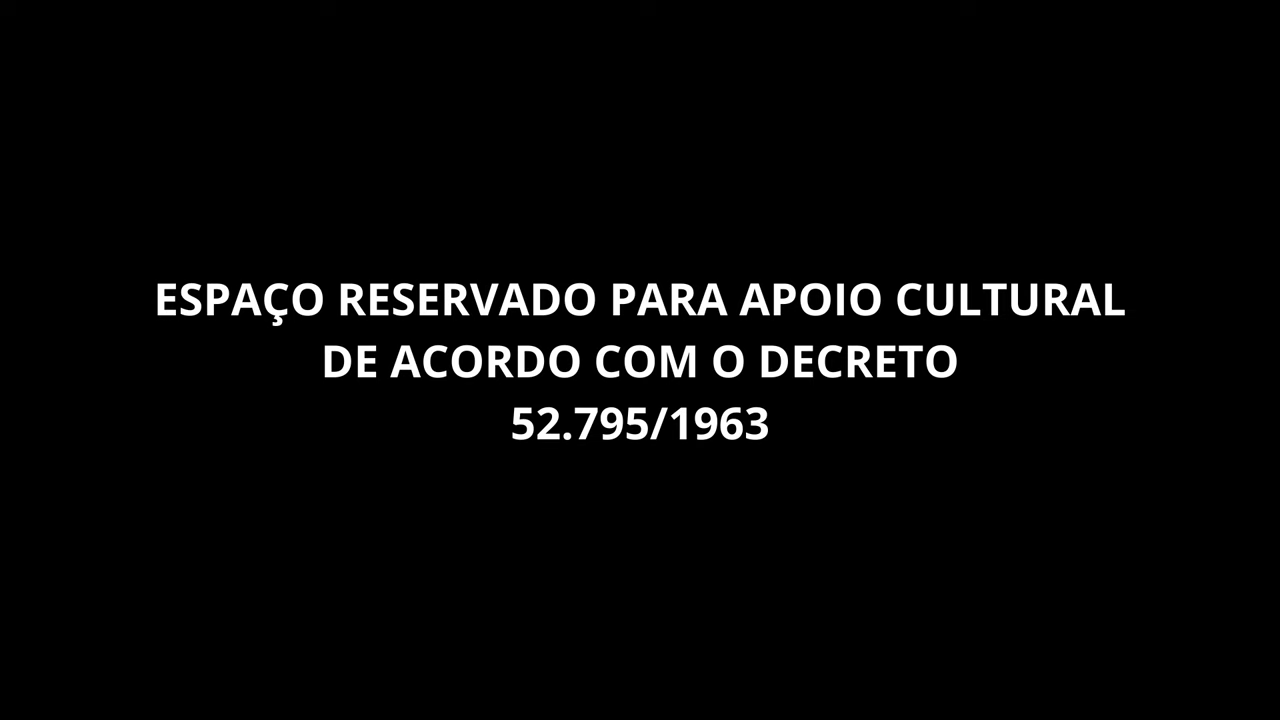 ESPAÇO RESERVADO PARA APOIO CULTURAL
DE ACORDO COM O DECRETO
52.795/1963